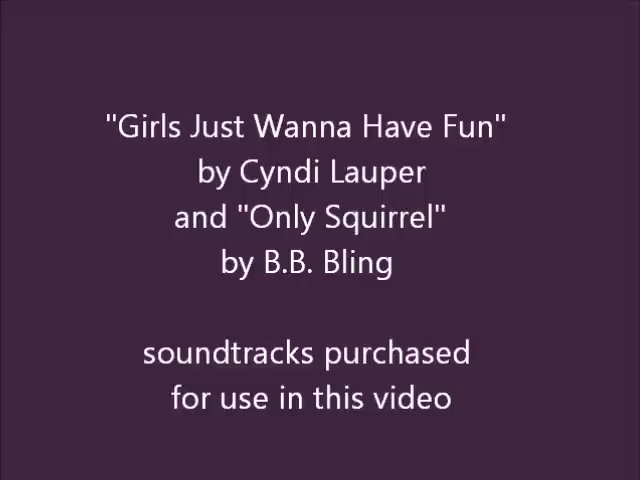 "Girls Just Wanna Have Fun"
by Cyndi Lauper
and "Only Squirrel"
by B.B. Bling
soundtracks purchased
for use in this video